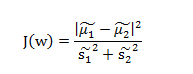 J(w) = |μ̃₁ − μ̃₂|² / (s̃₁² + s̃₂²)